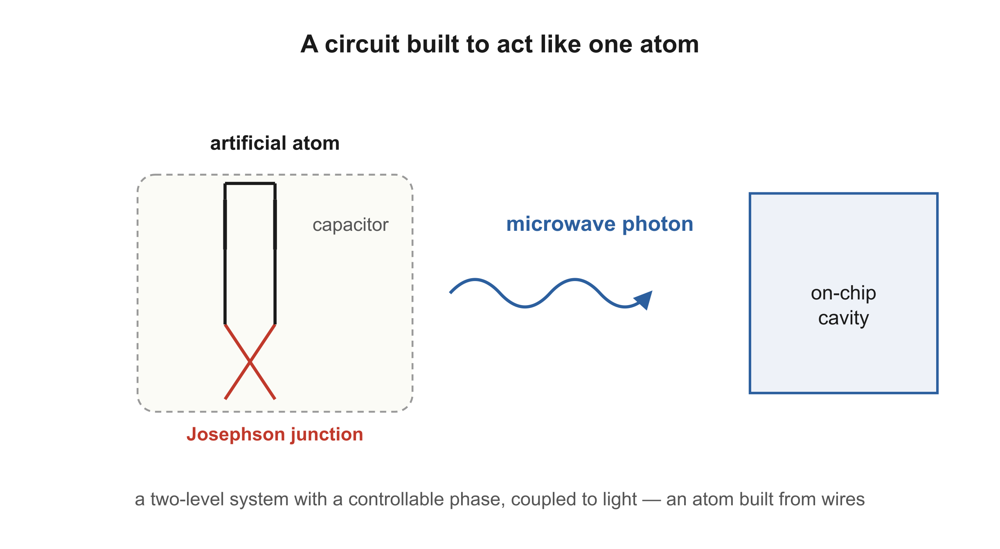 A circuit built to act like one atom
artificial atom
capacitor
microwave photon
on-chip
cavity
Josephson junction
a two-level system with a controllable phase, coupled to light — an atom built from wires